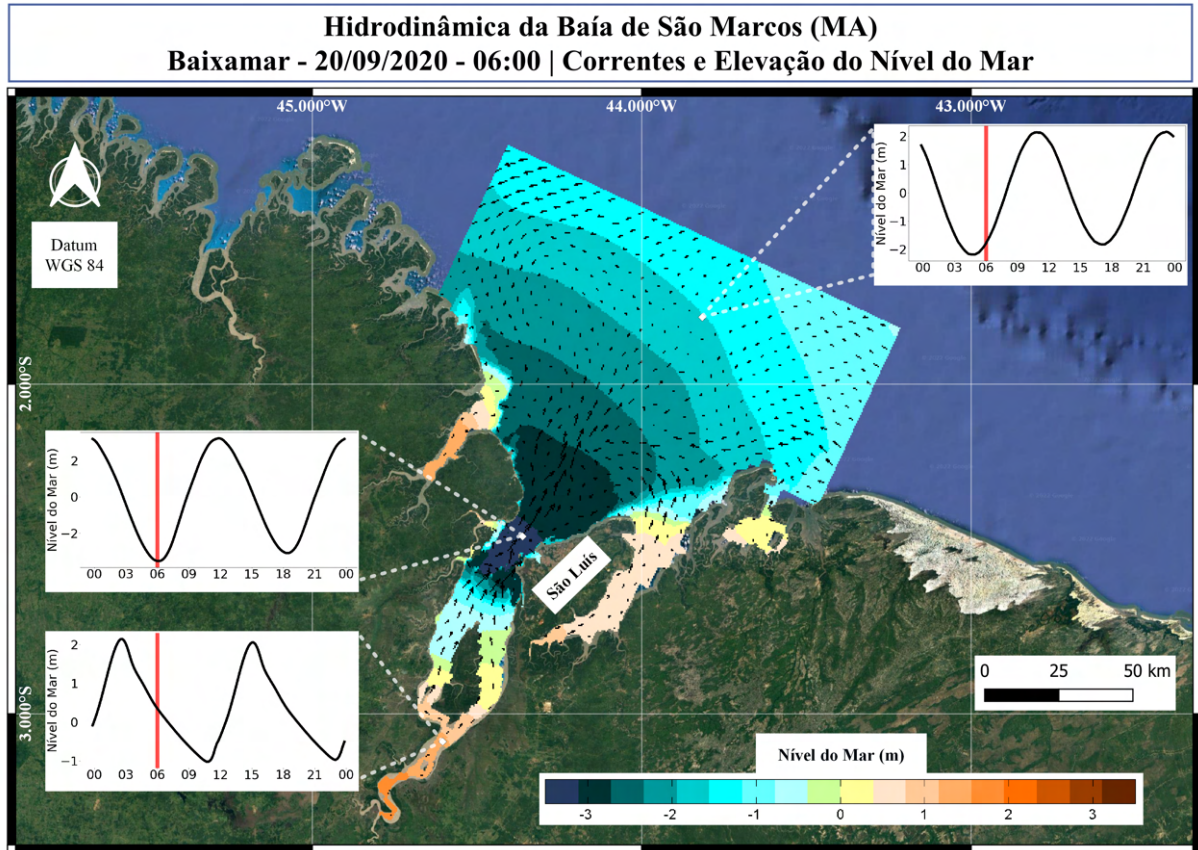 Hidrodinâmica da Baía de São Marcos (MA)
Baixamar - 20/09/2020 - 06:00 | Correntes e Elevação do Nível do Mar
45.000°W
44.000°W
43.000°W
Datum
WGS 84
Nível do Mar (m)
2
1
0
−1
−2
00 03 06 09 12 15 18 21 00
2.000°S
Nível do Mar (m)
2
0
−2
00 03 06 09 12 15 18 21 00
São Luís
Nível do Mar (m)
2
1
0
−1
00 03 06 09 12 15 18 21 00
3.000°S
0 25 50 km
Nível do Mar (m)
-3 -2 -1 0 1 2 3